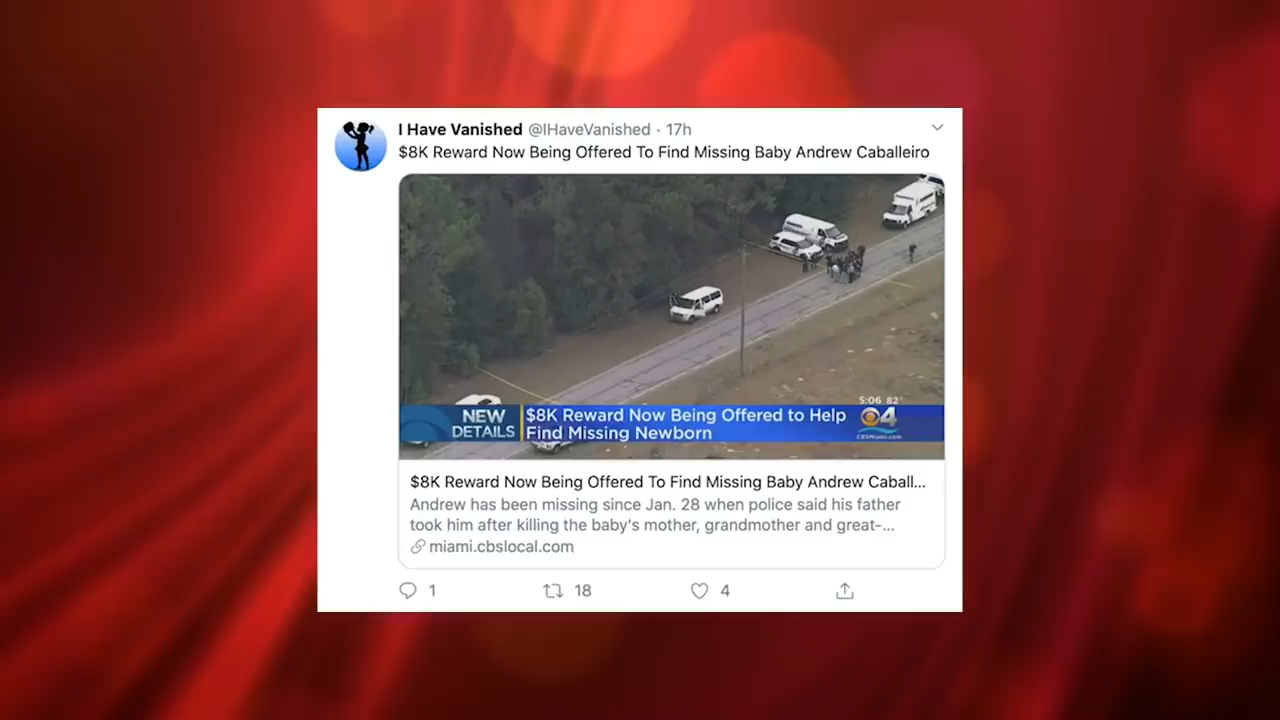 I Have Vanished @IHaveVanished · 17h
$8K Reward Now Being Offered To Find Missing Baby Andrew Caballeiro
5:06 82°
NEW DETAILS
$8K Reward Now Being Offered to Help
Find Missing Newborn
4
CBSMiami.com
$8K Reward Now Being Offered To Find Missing Baby Andrew Caball...
Andrew has been missing since Jan. 28 when police said his father
took him after killing the baby's mother, grandmother and great-...
miami.cbslocal.com
1 18 4